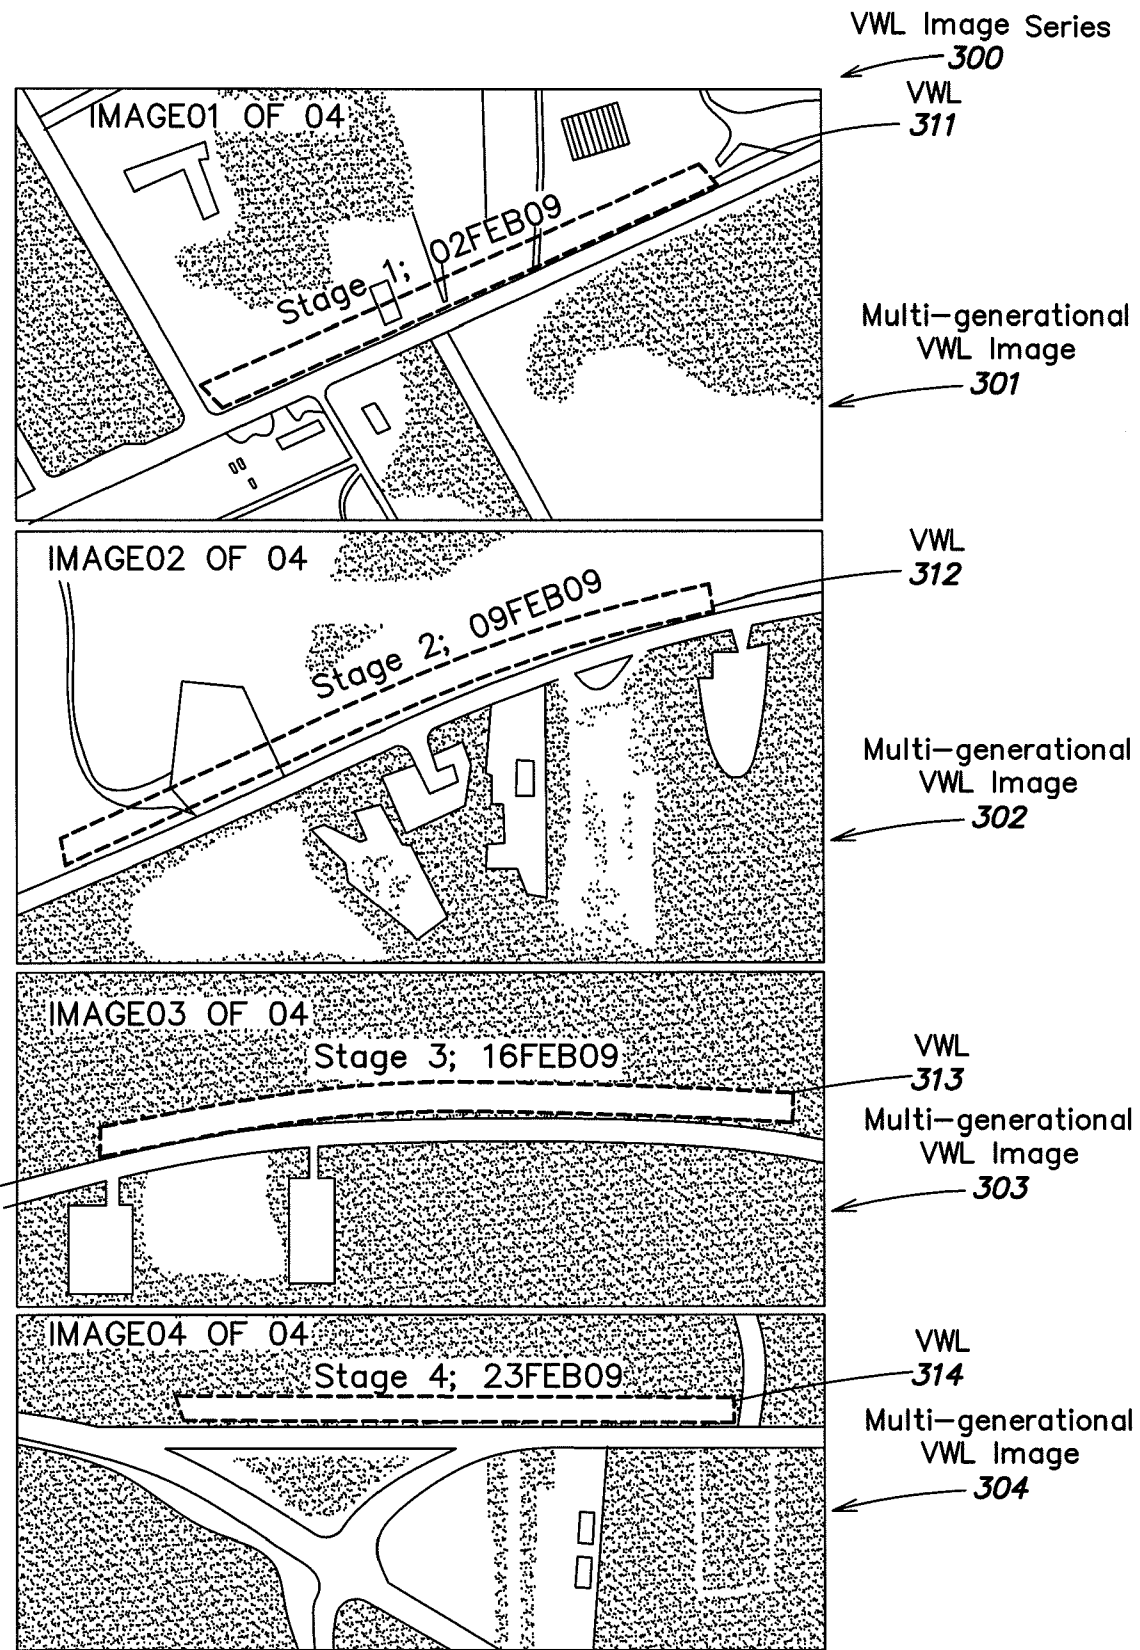 VWL Image Series
300
IMAGE01 OF 04
VWL
311
Stage 1; 02FEB09
Multi-generational
VWL Image
301
IMAGE02 OF 04
VWL
312
Stage 2; 09FEB09
Multi-generational
VWL Image
302
IMAGE03 OF 04
Stage 3; 16FEB09
VWL
313
Multi-generational
VWL Image
303
IMAGE04 OF 04
Stage 4; 23FEB09
VWL
314
Multi-generational
VWL Image
304